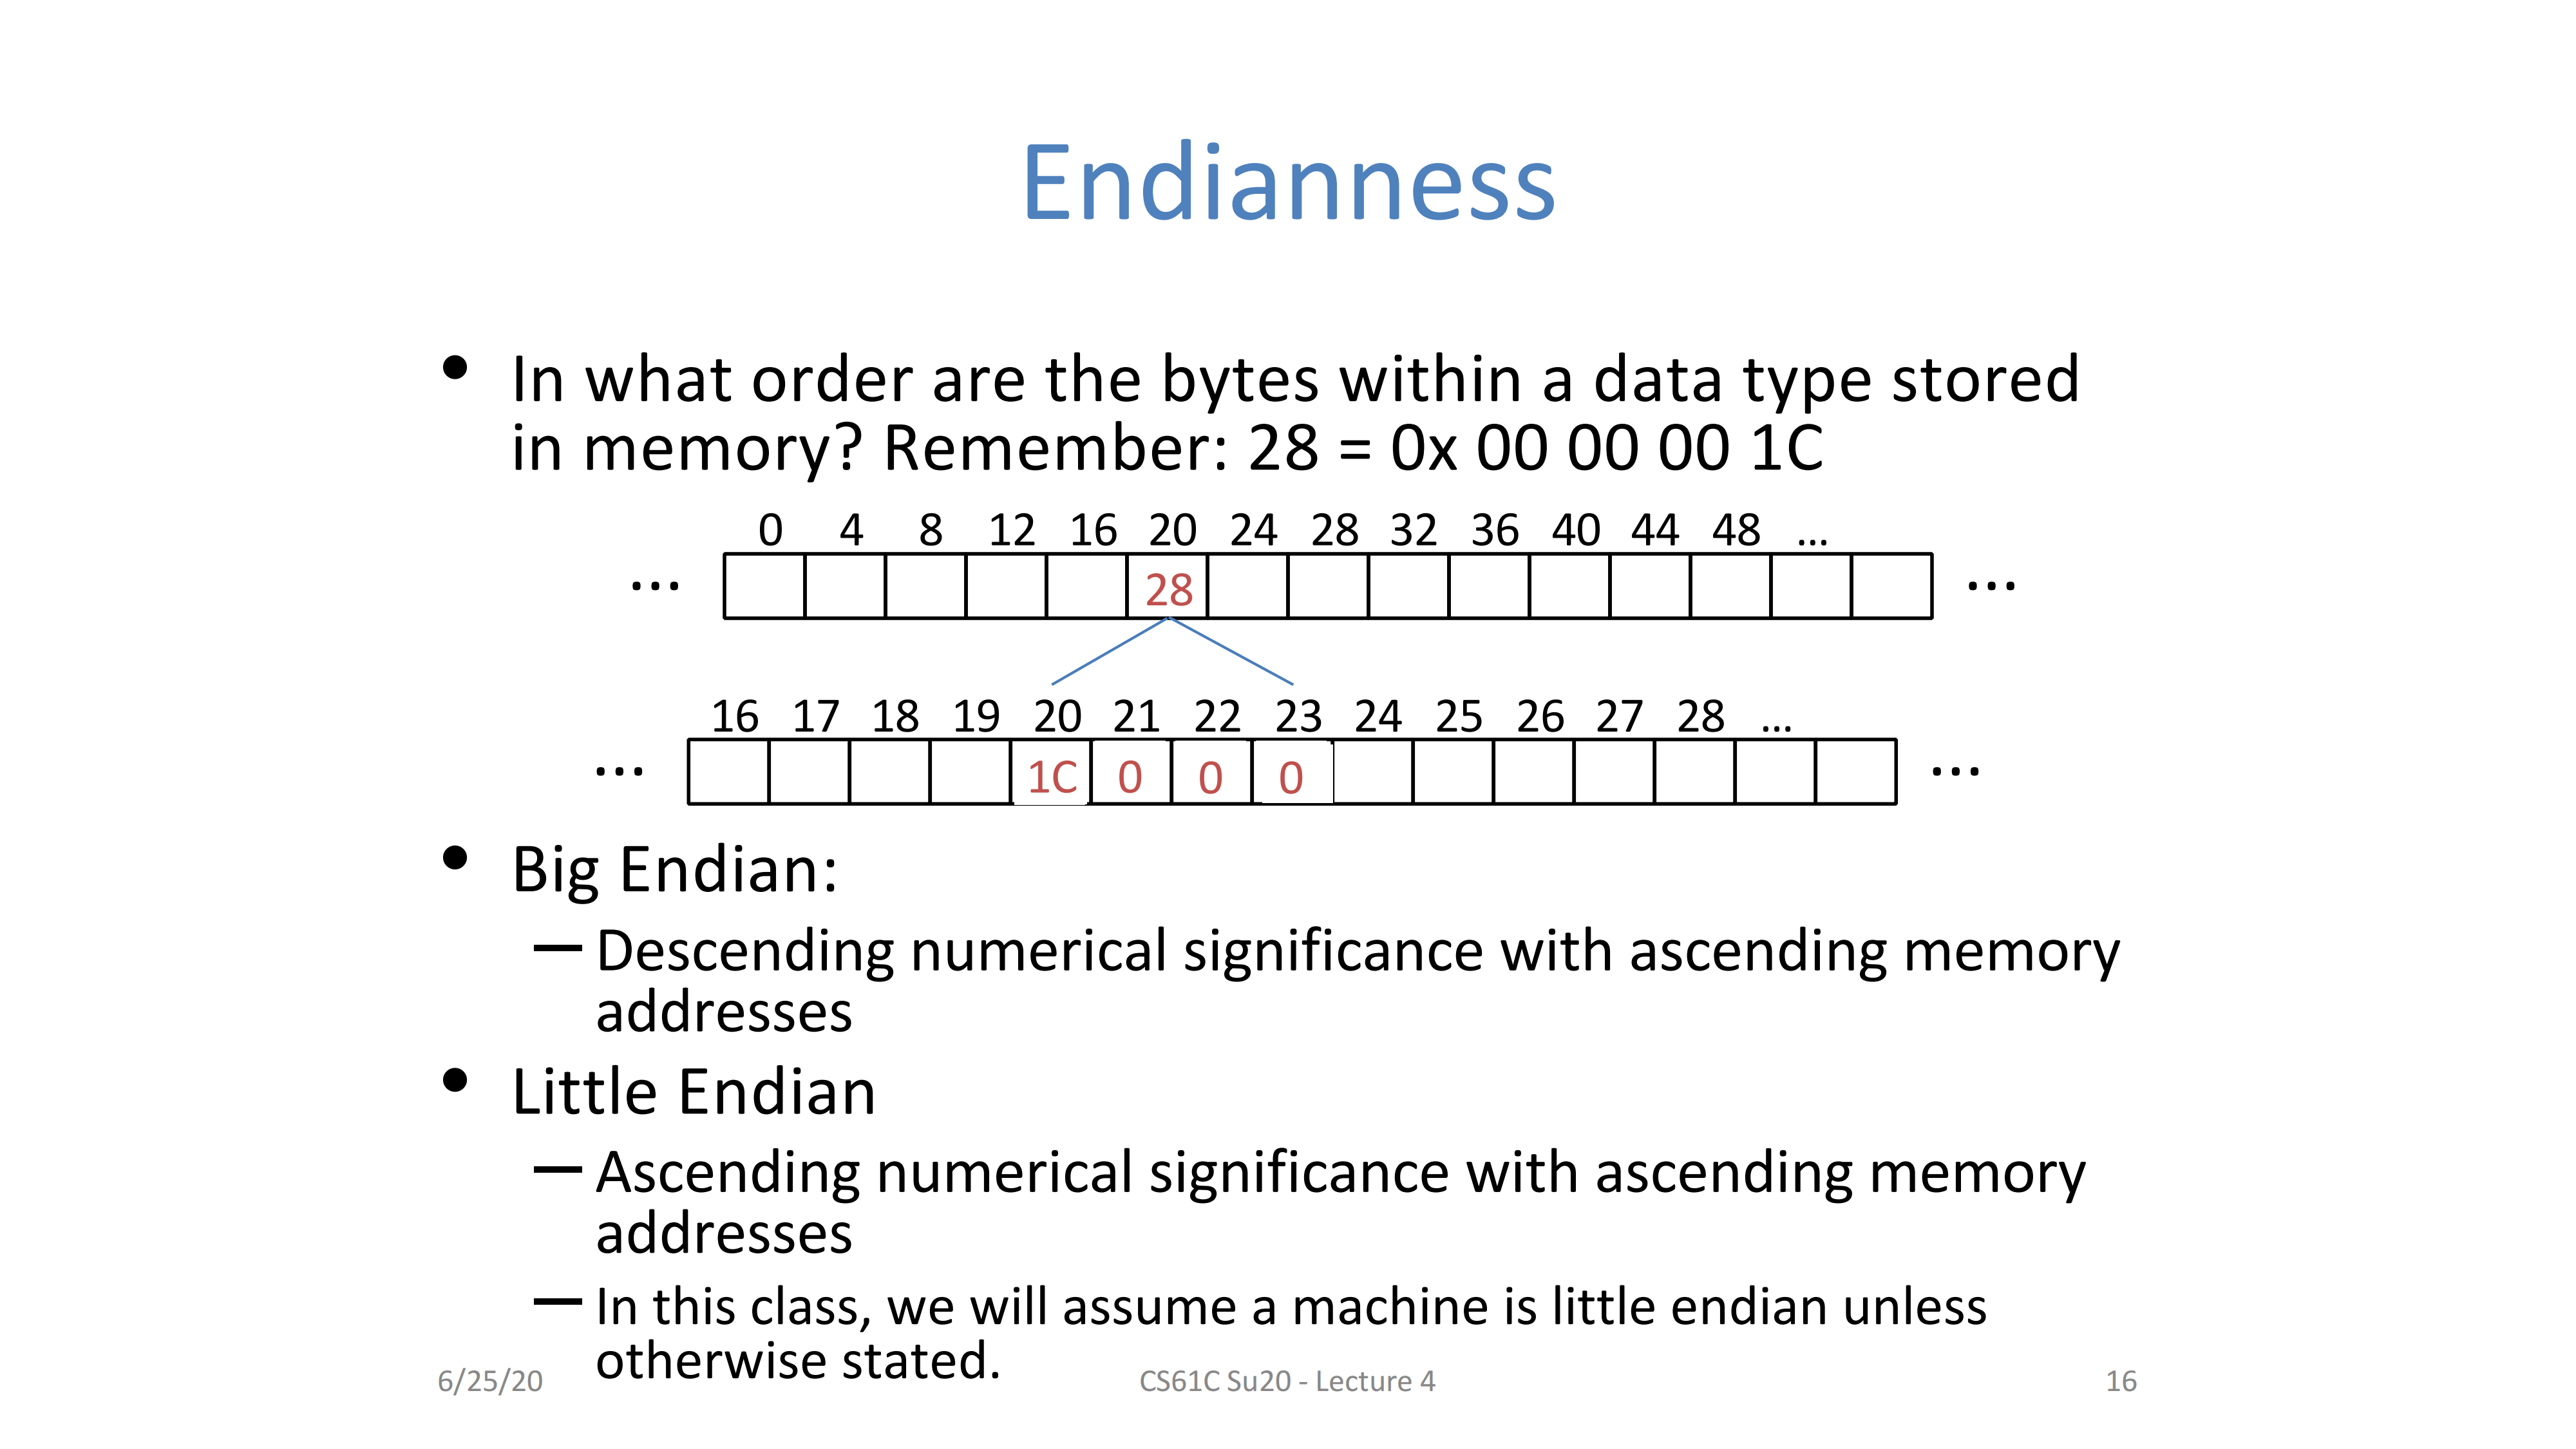 Endianness
• In what order are the bytes within a data type stored
in memory? Remember: 28 = 0x 00 00 00 1C
0 4 8 12 16 20 24 28 32 36 40 44 48 ...
... 28 ...
16 17 18 19 20 21 22 23 24 25 26 27 28 ...
... 1C 0 0 0 ...
• Big Endian:
— Descending numerical significance with ascending memory
addresses
• Little Endian
— Ascending numerical significance with ascending memory
addresses
— In this class, we will assume a machine is little endian unless
otherwise stated.
6/25/20 CS61C Su20 - Lecture 4 16